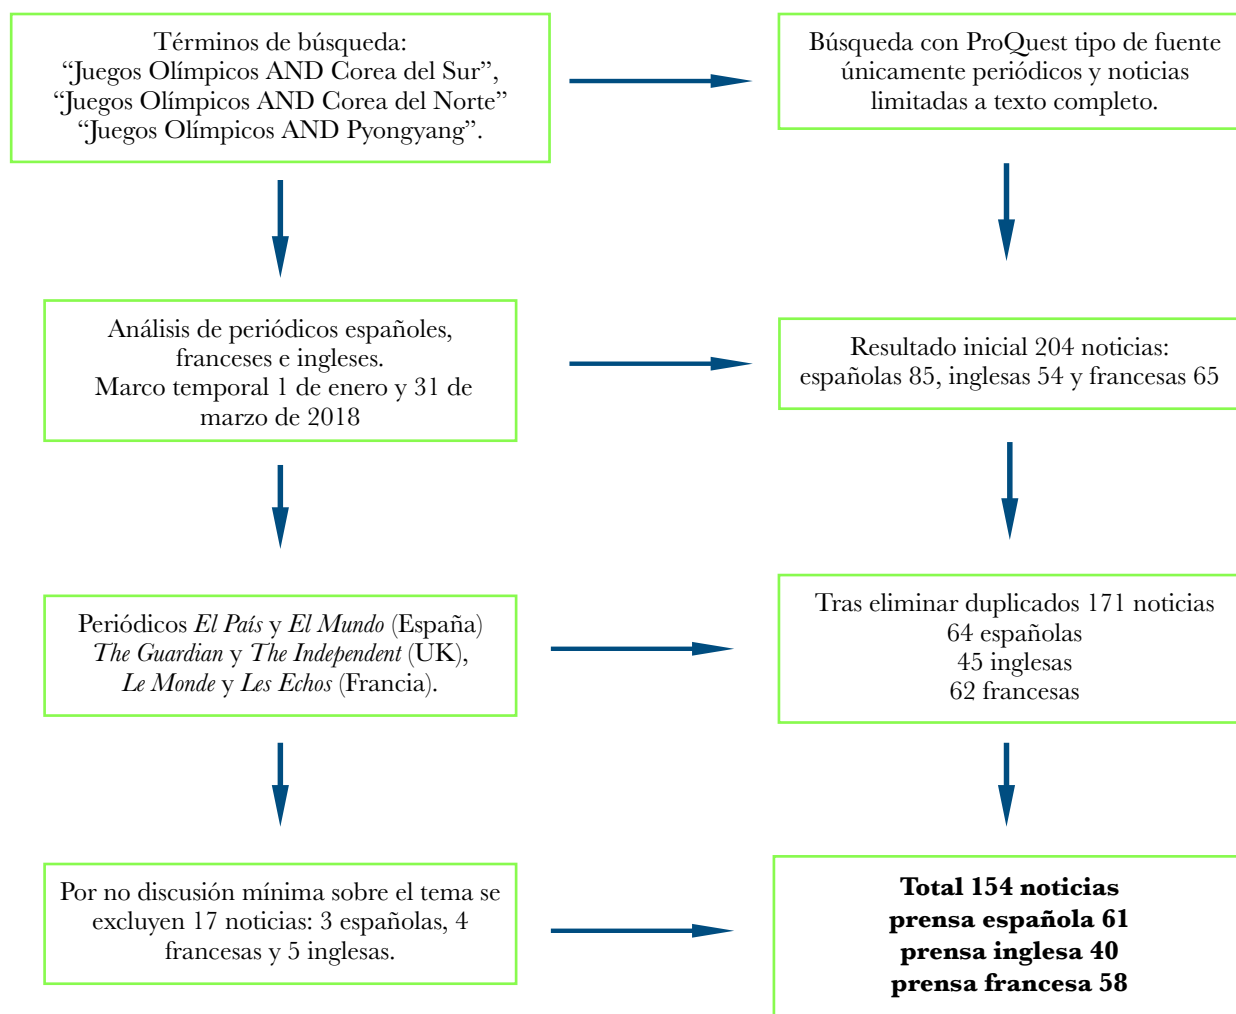 Términos de búsqueda:
“Juegos Olímpicos AND Corea del Sur”,
“Juegos Olímpicos AND Corea del Norte”
“Juegos Olímpicos AND Pyongyang”.
Búsqueda con ProQuest tipo de fuente
únicamente periódicos y noticias
limitadas a texto completo.
Análisis de periódicos españoles,
franceses e ingleses.
Marco temporal 1 de enero y 31 de
marzo de 2018
Resultado inicial 204 noticias:
españolas 85, inglesas 54 y francesas 65
Periódicos El País y El Mundo (España)
The Guardian y The Independent (UK),
Le Monde y Les Echos (Francia).
Tras eliminar duplicados 171 noticias
64 españolas
45 inglesas
62 francesas
Por no discusión mínima sobre el tema se
excluyen 17 noticias: 3 españolas, 4
francesas y 5 inglesas.
Total 154 noticias
prensa española 61
prensa inglesa 40
prensa francesa 58